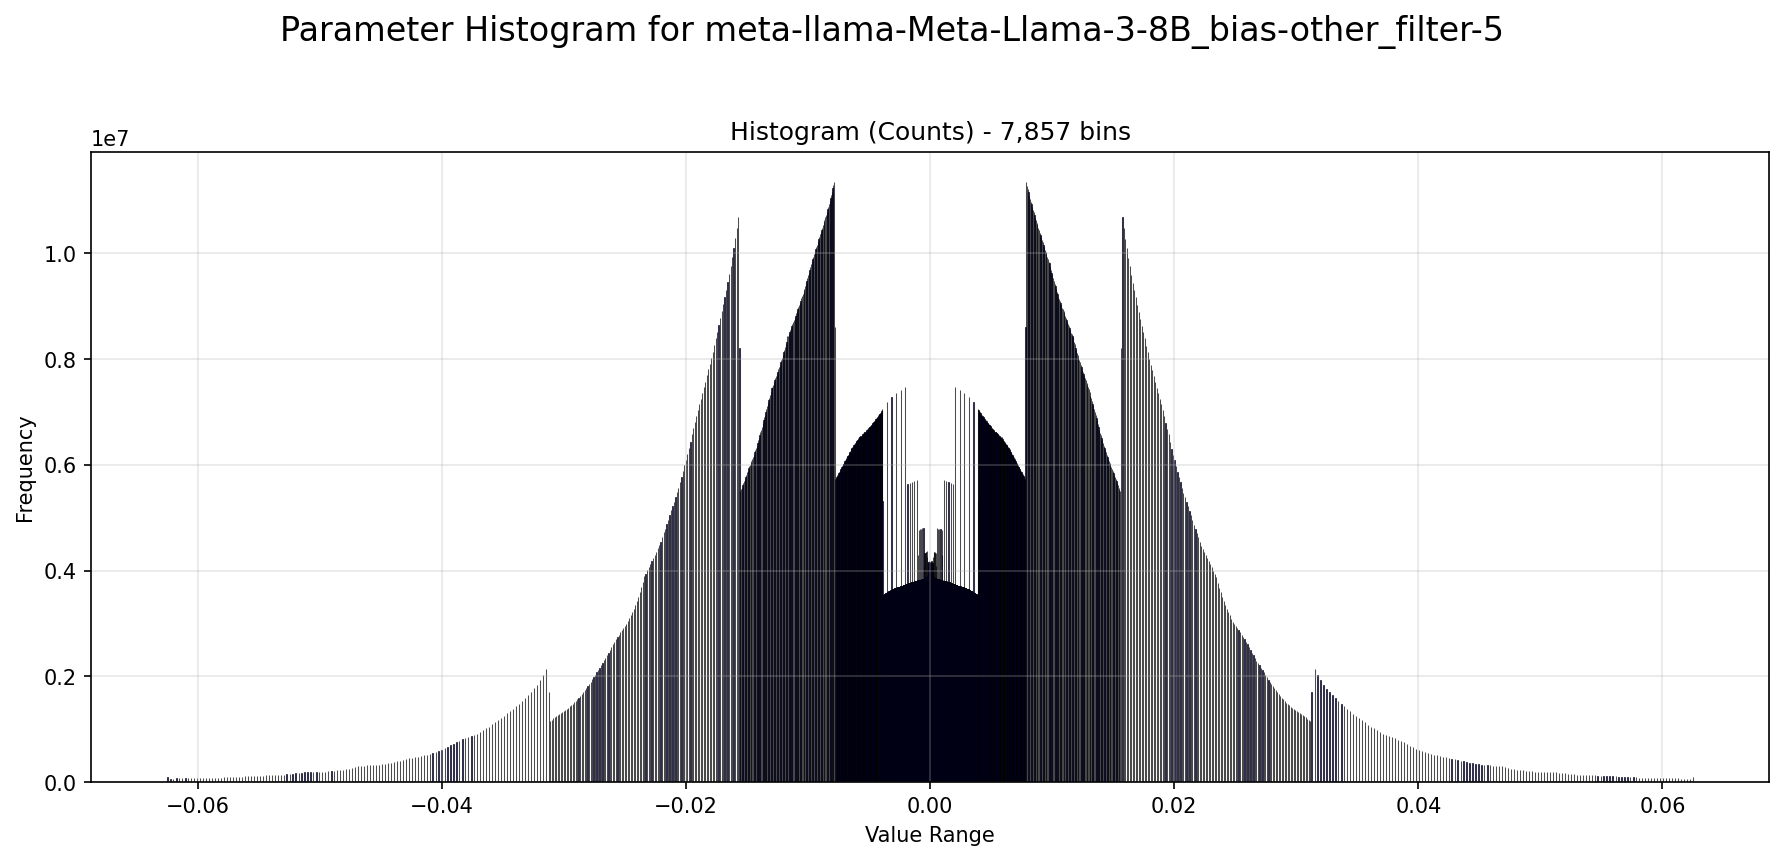 Parameter Histogram for meta-llama-Meta-Llama-3-8B_bias-other_filter-5
Histogram (Counts) - 7,857 bins
1e7
1.0
0.8
0.6
0.4
0.2
0.0
Frequency
−0.06 −0.04 −0.02 0.00 0.02 0.04 0.06
Value Range